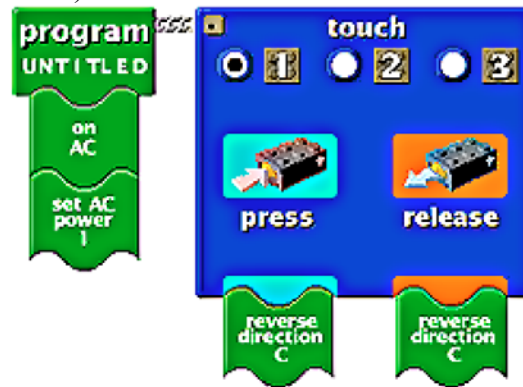 program
UNTITLED
on
AC
set AC
power
1
touch
1 2 3
press
release
reverse
direction
C
reverse
direction
C